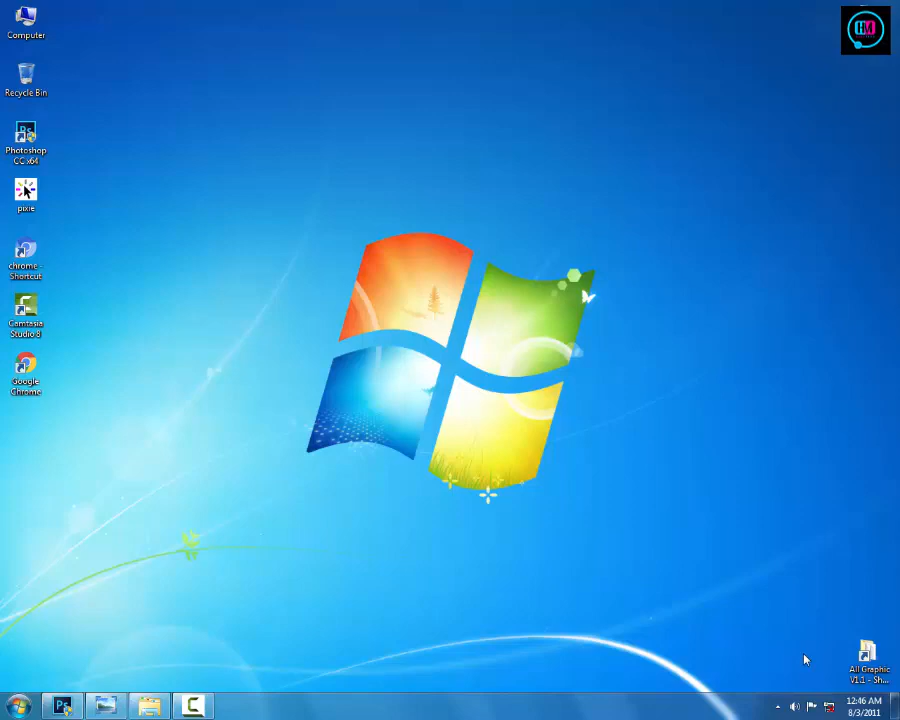 Computer
Recycle Bin
Photoshop
CC x64
pixie
chrome -
Shortcut
Camtasia
Studio 8
Google
Chrome
All Graphic
V1.1 - Sh...
Ps
12:46 AM
8/3/2011